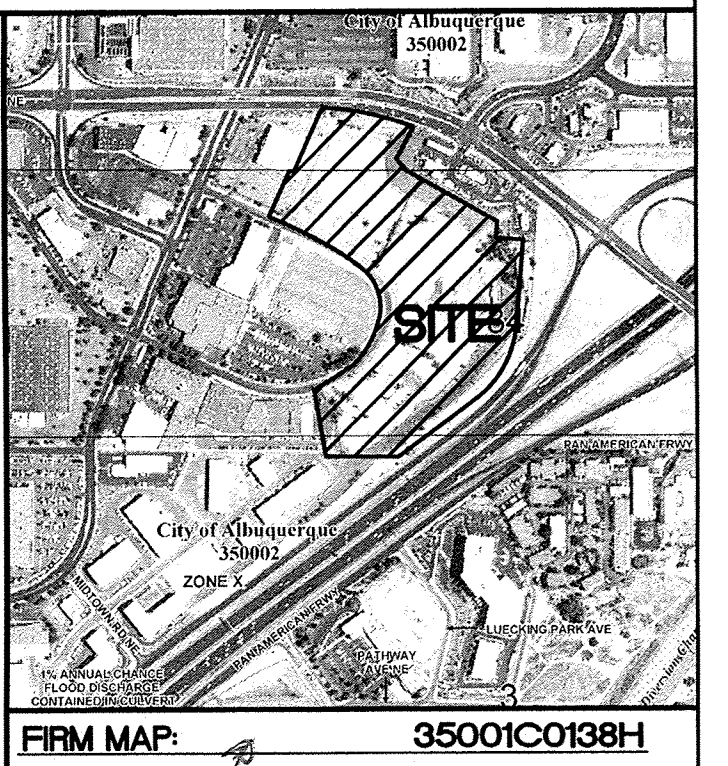 City of Albuquerque
350002
NE
SITE
PAN AMERICAN FRWY
City of Albuquerque
350002
ZONE X
MIDTOWN RD NE
PAN AMERICAN FRWY
LUECKING PARK AVE
PATHWAY
AVE NE
1% ANNUAL CHANCE
FLOOD DISCHARGE
CONTAINED IN CULVERT
3
FIRM MAP: 35001C0138H